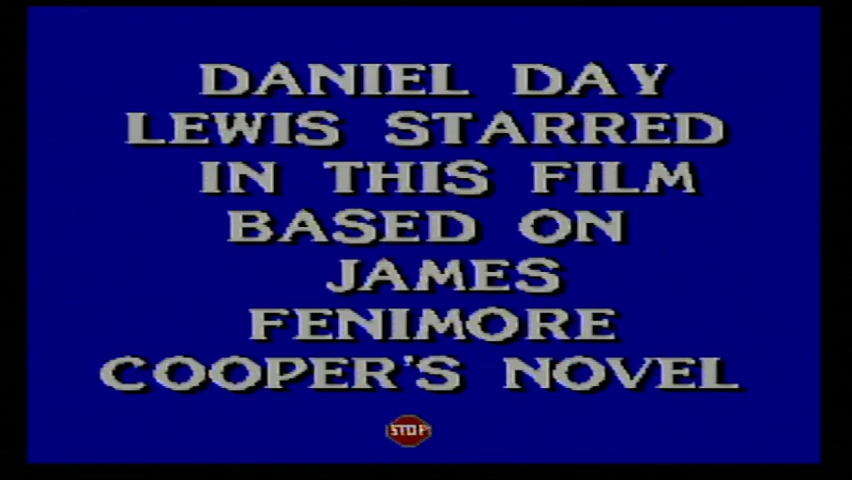 DANIEL DAY
LEWIS STARRED
IN THIS FILM
BASED ON
JAMES
FENIMORE
COOPER'S NOVEL
STOP